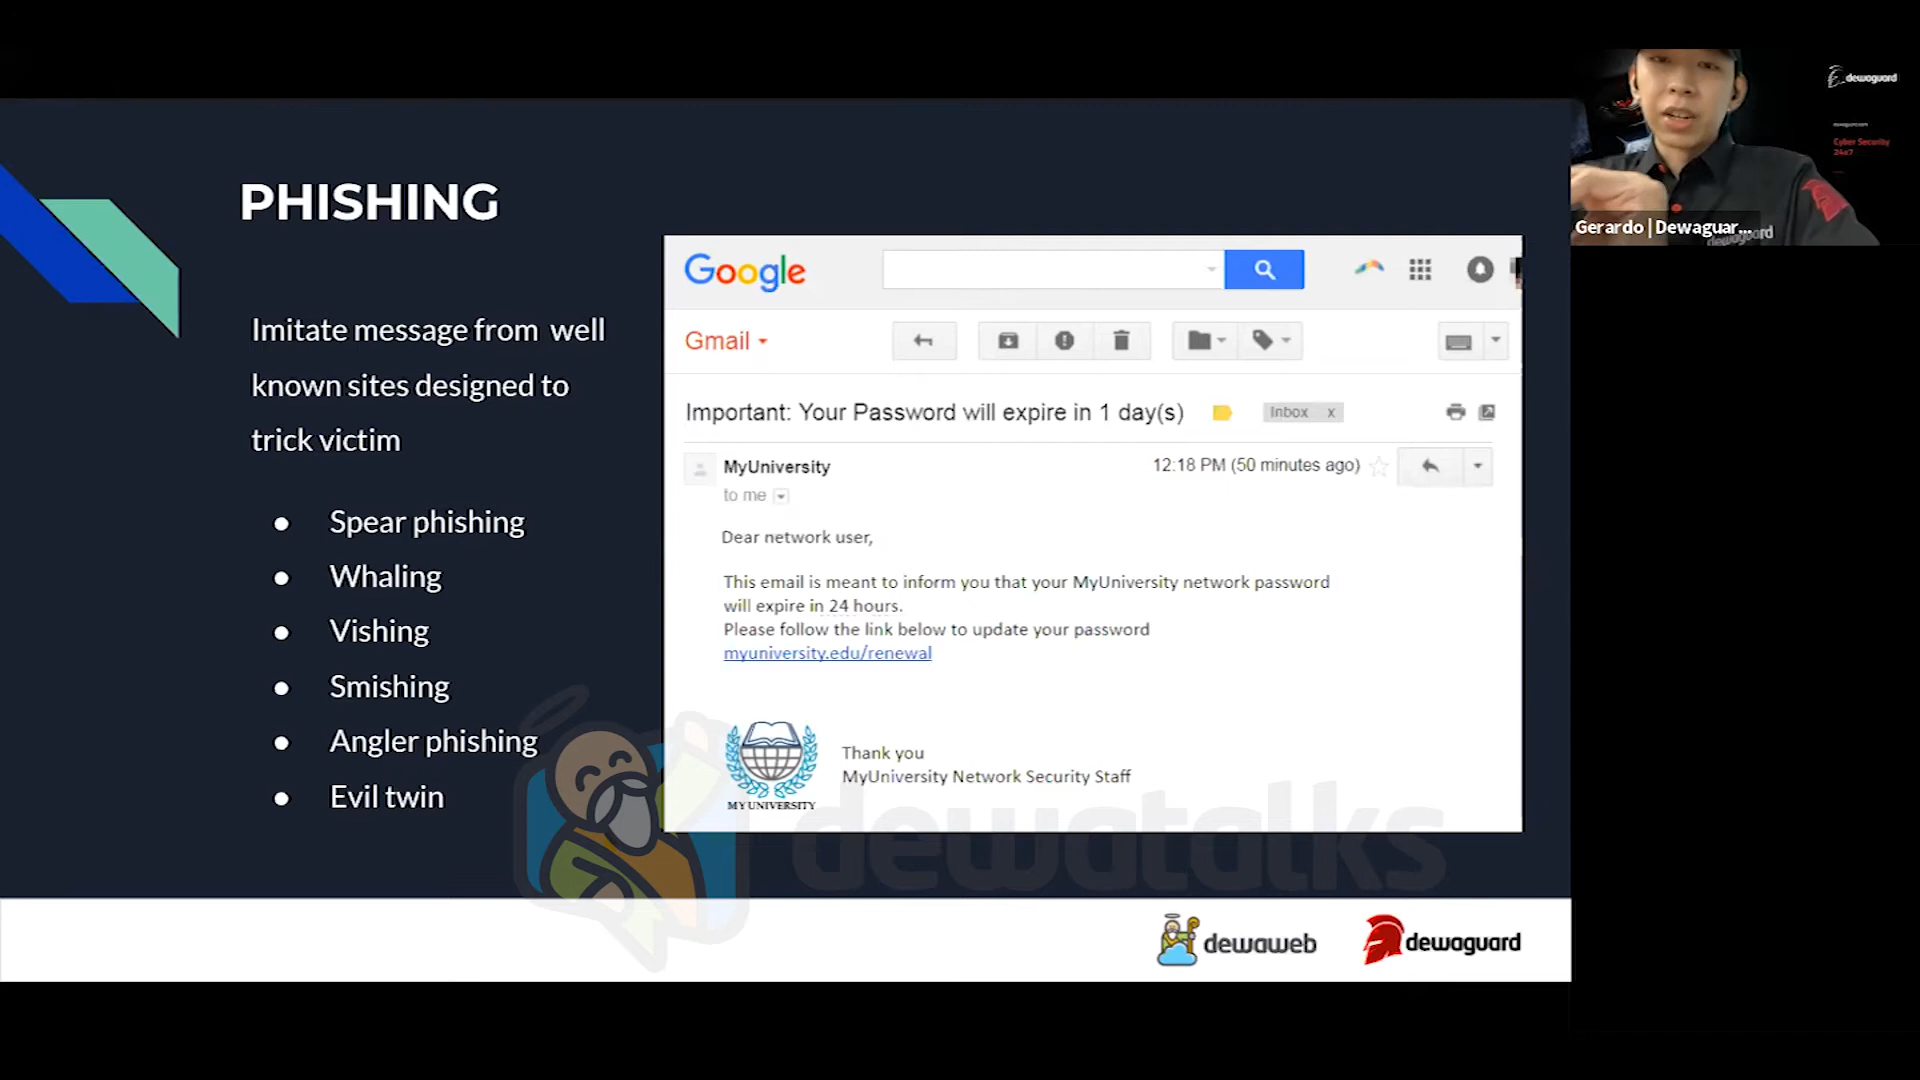 PHISHING
Imitate message from well
known sites designed to
trick victim
● Spear phishing
● Whaling
● Vishing
● Smishing
● Angler phishing
● Evil twin
Google
Gmail
Important: Your Password will expire in 1 day(s)
Inbox x
MyUniversity
12:18 PM (50 minutes ago)
to me
Dear network user,
This email is meant to inform you that your MyUniversity network password
will expire in 24 hours.
Please follow the link below to update your password
myuniversity.edu/renewal
MY UNIVERSITY
Thank you
MyUniversity Network Security Staff
dewatalks
dewaweb
dewaguard
dewaguard
Cyber Security
24x7
dewaguard
Gerardo | Dewaguar...